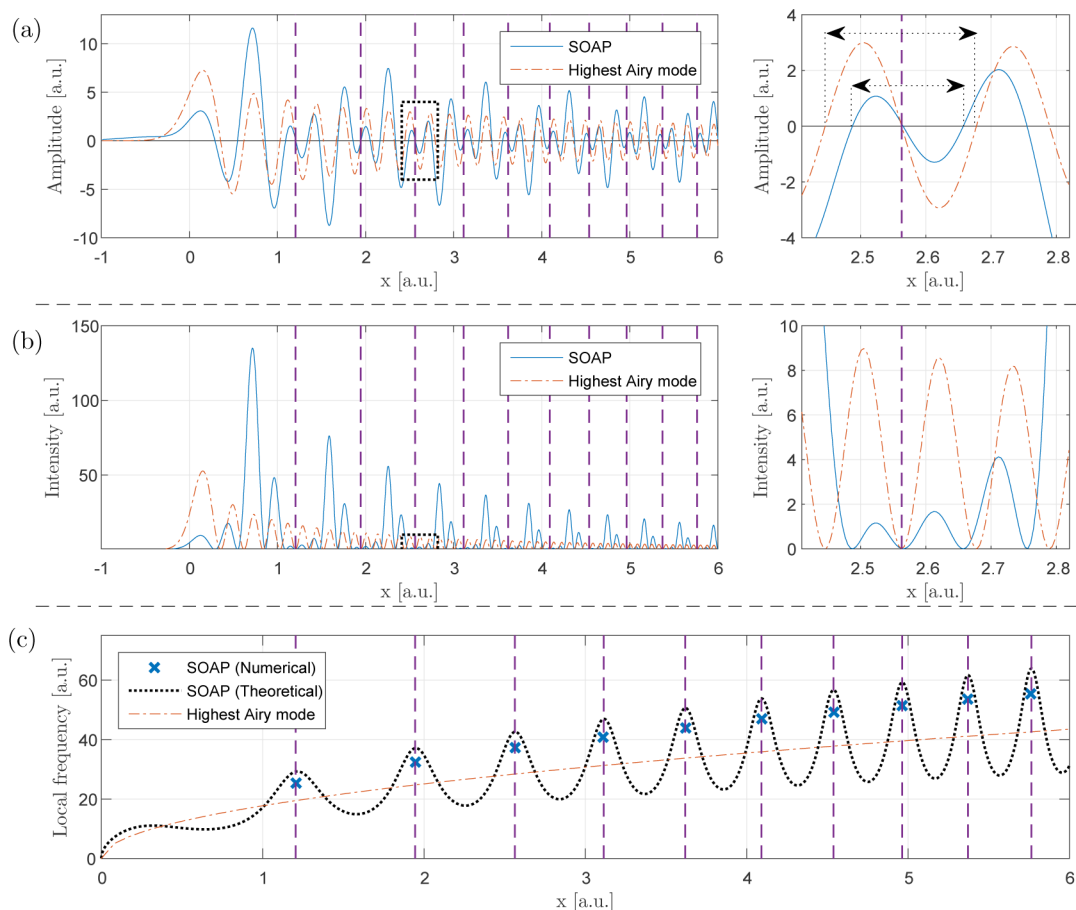 (a)
Amplitude [a.u.]
10
5
0
-5
-10
SOAP
Highest Airy mode
-1 0 1 2 3 4 5 6
x [a.u.]
Amplitude [a.u.]
4
2
0
-2
-4
2.5 2.6 2.7 2.8
x [a.u.]
(b)
Intensity [a.u.]
150
100
50
SOAP
Highest Airy mode
-1 0 1 2 3 4 5 6
x [a.u.]
Intensity [a.u.]
10
8
6
4
2
0
2.5 2.6 2.7 2.8
x [a.u.]
(c)
Local frequency [a.u.]
60
40
20
0
SOAP (Numerical)
SOAP (Theoretical)
Highest Airy mode
0 1 2 3 4 5 6
x [a.u.]